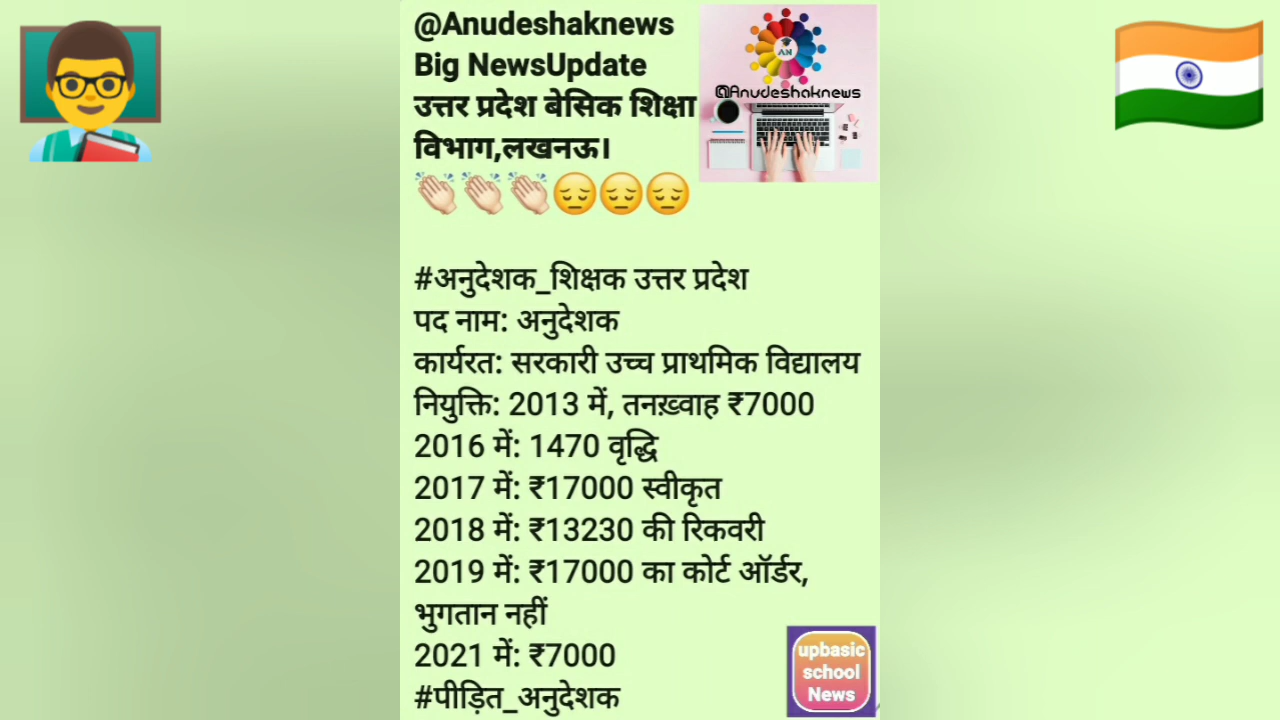 @Anudeshaknews
Big NewsUpdate
उत्तर प्रदेश बेसिक शिक्षा
विभाग,लखनऊ।
#अनुदेशक_शिक्षक उत्तर प्रदेश
पद नाम: अनुदेशक
कार्यरत: सरकारी उच्च प्राथमिक विद्यालय
नियुक्ति: 2013 में, तनख़्वाह ₹7000
2016 में: 1470 वृद्धि
2017 में: ₹17000 स्वीकृत
2018 में: ₹13230 की रिकवरी
2019 में: ₹17000 का कोर्ट ऑर्डर,
भुगतान नहीं
2021 में: ₹7000
#पीड़ित_अनुदेशक
AN
@Anudeshaknews
upbasic
school
News